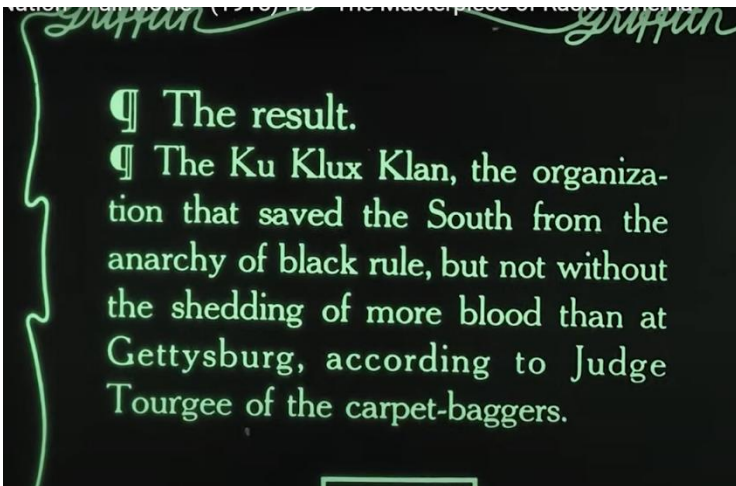 Griffith Griffith
¶ The result.
¶ The Ku Klux Klan, the organiza-
tion that saved the South from the
anarchy of black rule, but not without
the shedding of more blood than at
Gettysburg, according to Judge
Tourgee of the carpet-baggers.